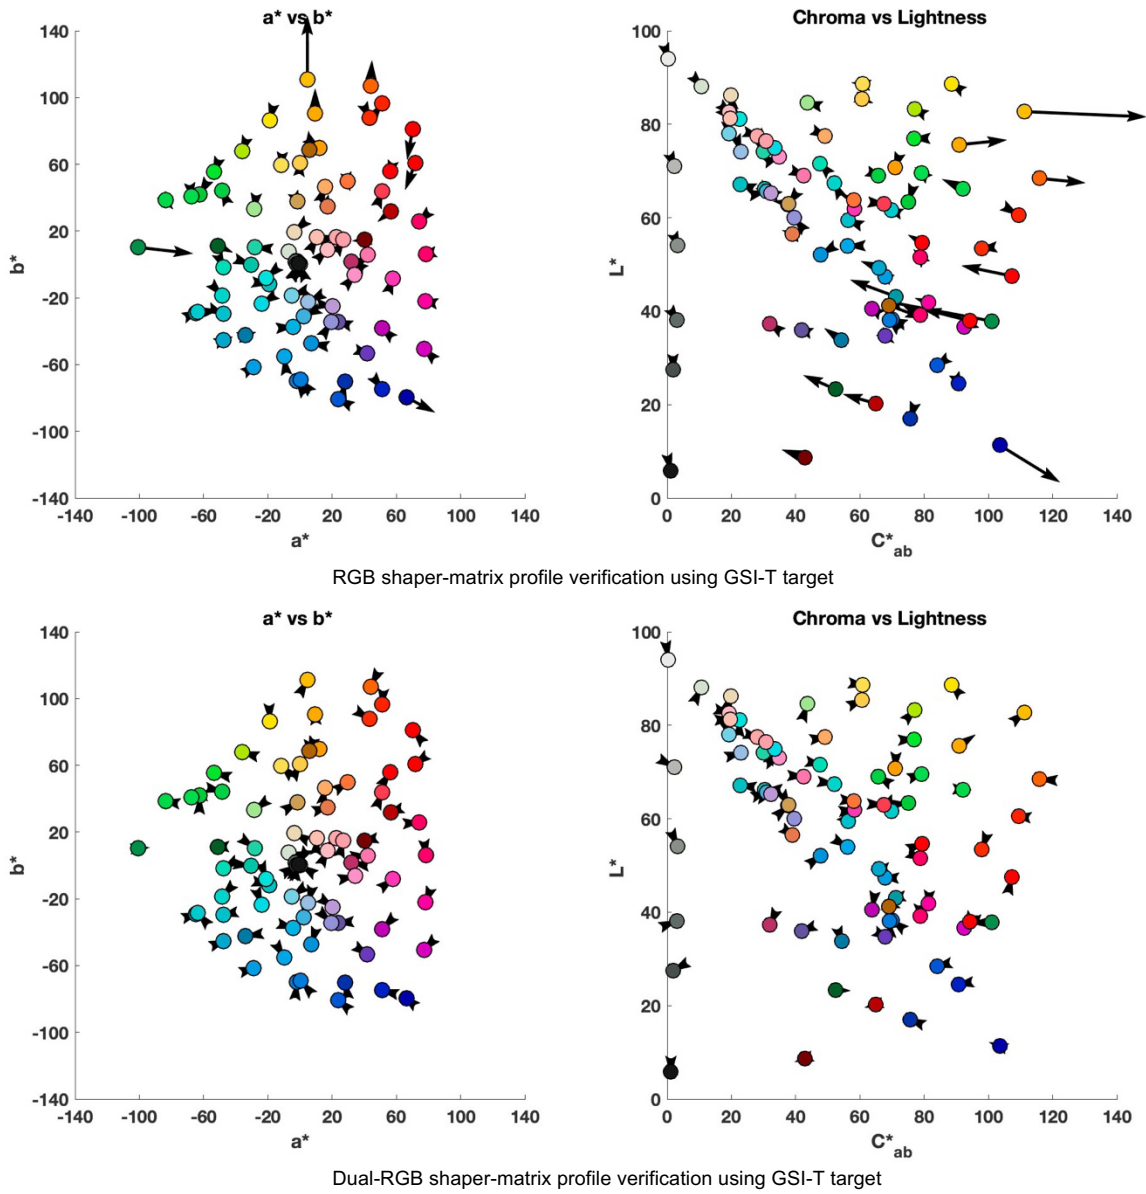 a* vs b*
140
100
60
20
-20
-60
-100
-140
b*
-140 -100 -60 -20 20 60 100 140
a*
Chroma vs Lightness
100
80
60
40
20
0
L*
0 20 40 60 80 100 120 140
C*ab
RGB shaper-matrix profile verification using GSI-T target
a* vs b*
140
100
60
20
-20
-60
-100
-140
b*
-140 -100 -60 -20 20 60 100 140
a*
Chroma vs Lightness
100
80
60
40
20
0
L*
0 20 40 60 80 100 120 140
C*ab
Dual-RGB shaper-matrix profile verification using GSI-T target